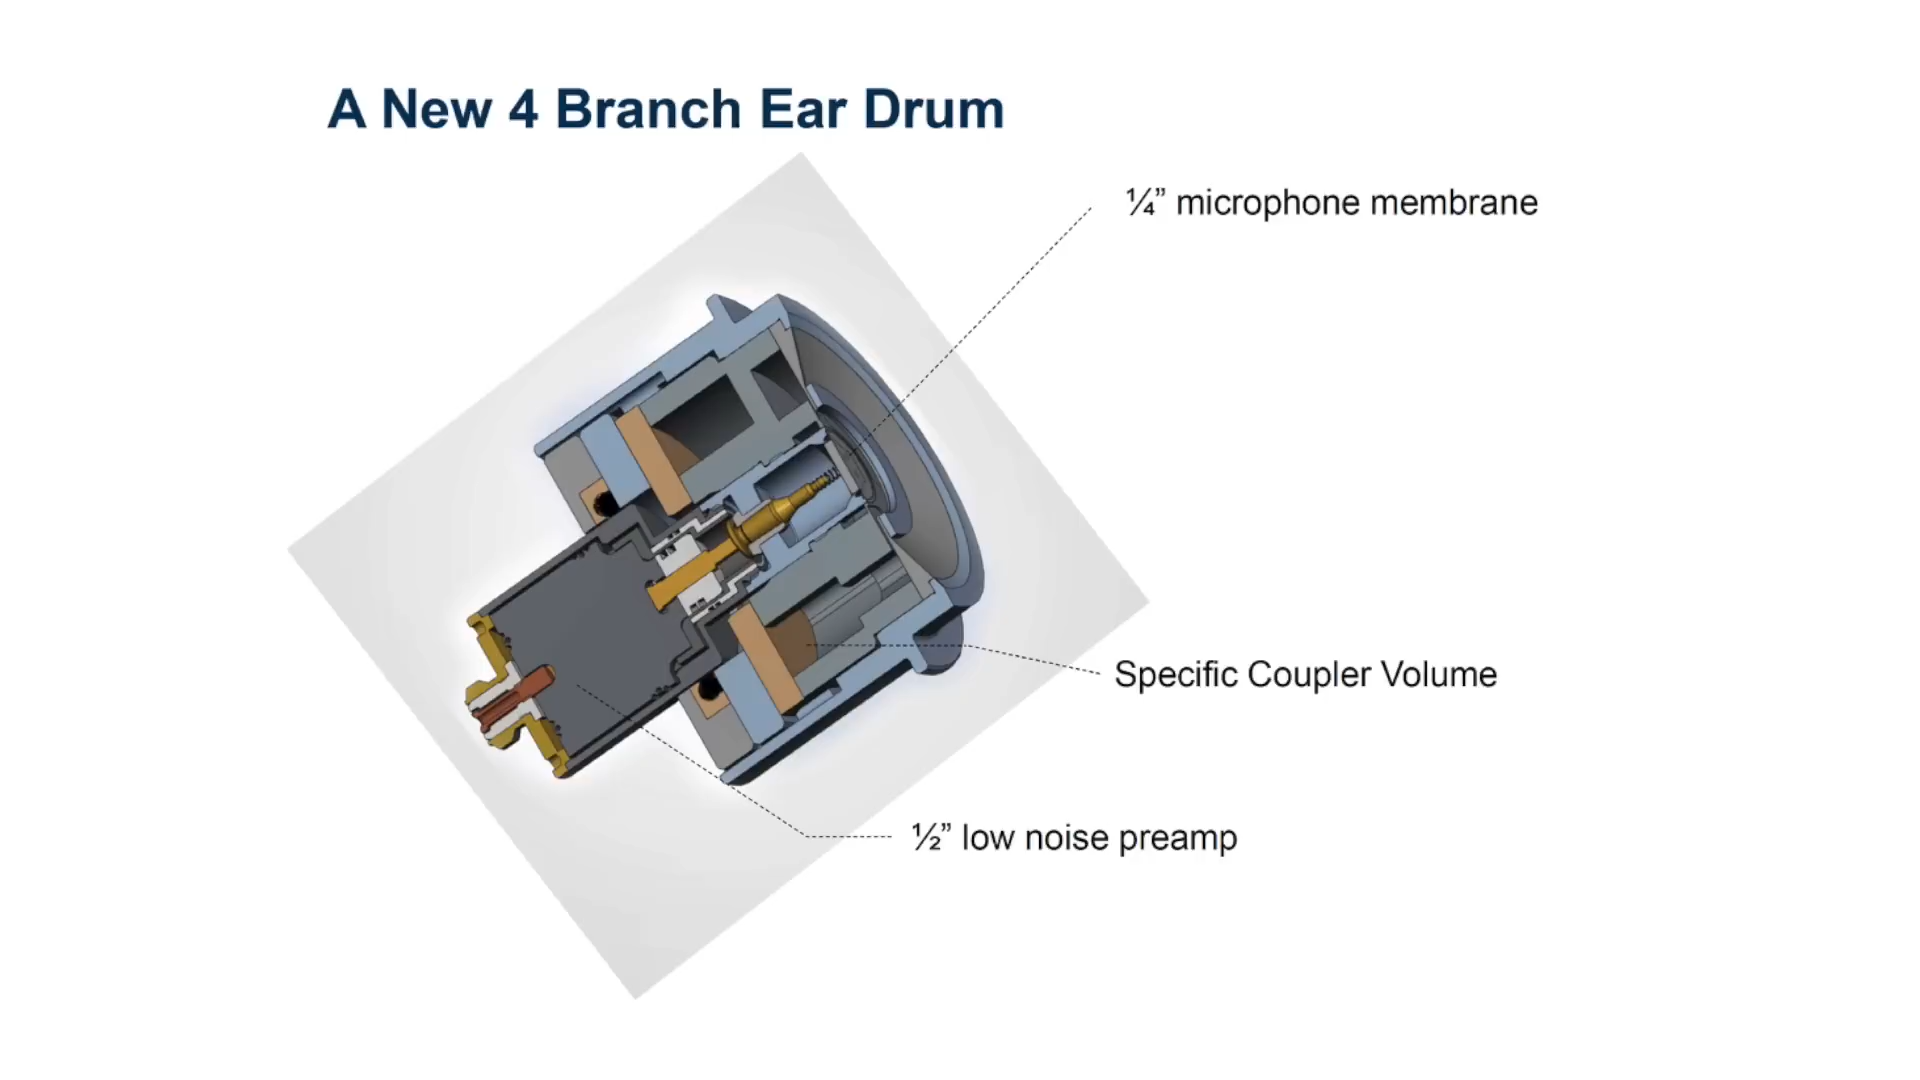 A New 4 Branch Ear Drum
¼” microphone membrane
Specific Coupler Volume
½” low noise preamp